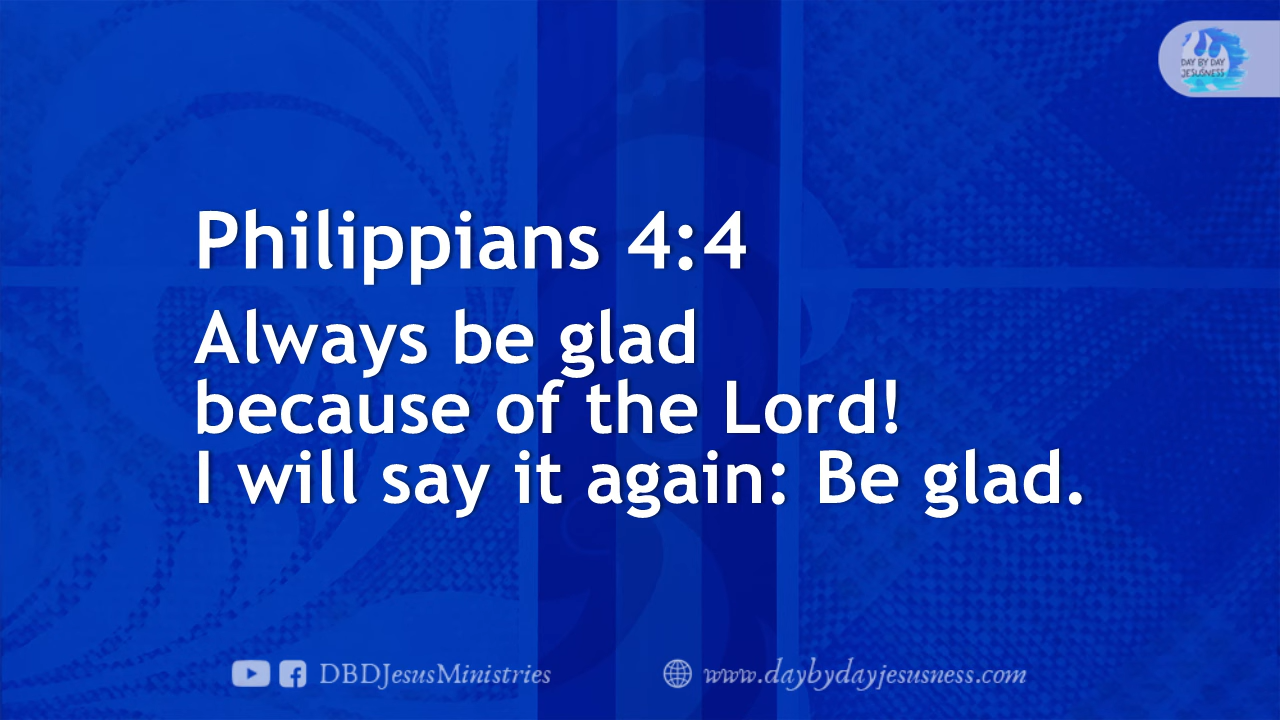 DAY BY DAY
JESUSNESS
Philippians 4:4
Always be glad
because of the Lord!
I will say it again: Be glad.
DBDJesusMinistries
www.daybydayjesusness.com